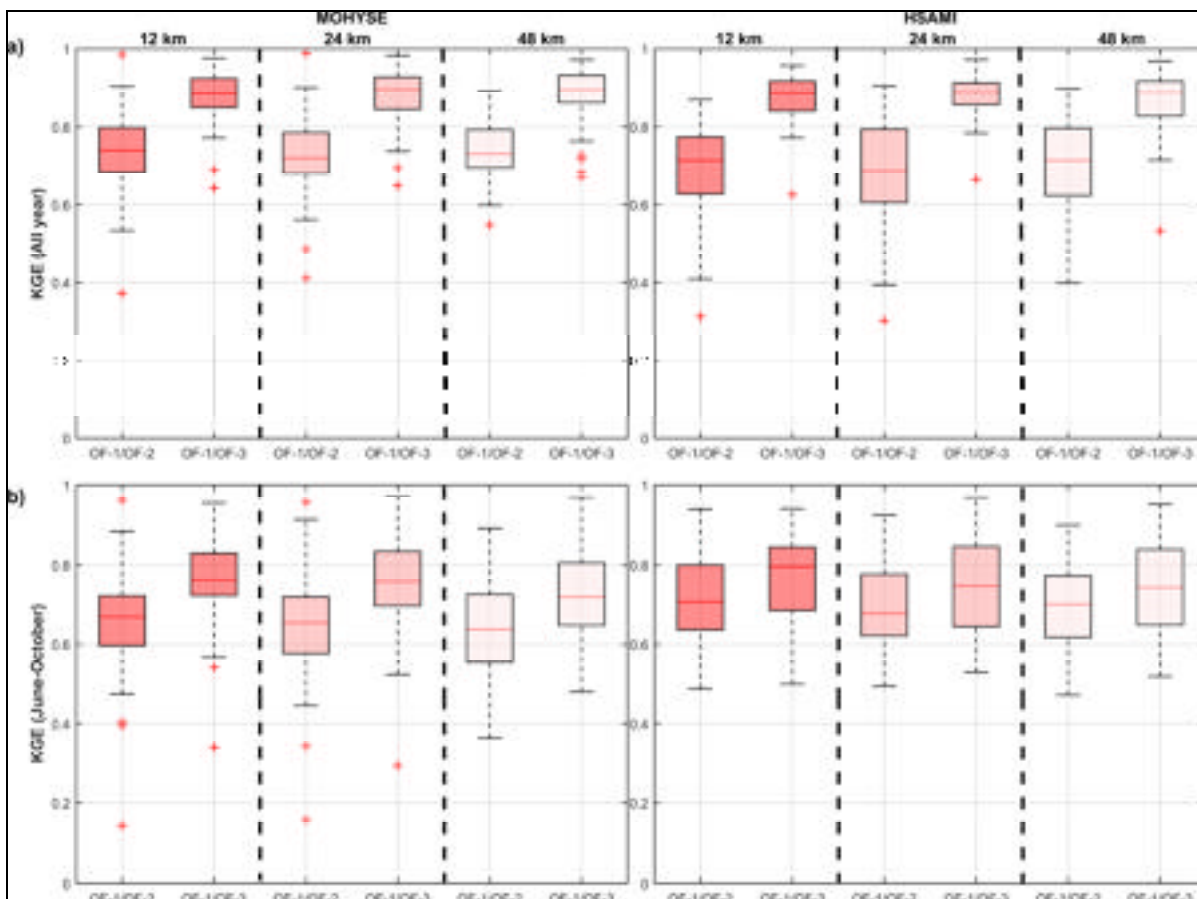 MOHYSE HSAMI
12 km 24 km 48 km 12 km 24 km 48 km
a)
1 1
0.8 0.8
0.6 0.6
0.4 0.4
0 0
KGE (All year)
OF-1/OF-2 OF-1/OF-3 OF-1/OF-2 OF-1/OF-3 OF-1/OF-2 OF-1/OF-3 OF-1/OF-2 OF-1/OF-3 OF-1/OF-2 OF-1/OF-3 OF-1/OF-2 OF-1/OF-3
b)
1 1
0.8 0.8
0.6 0.6
0.4 0.4
0.2 0.2
0 0
KGE (June-October)